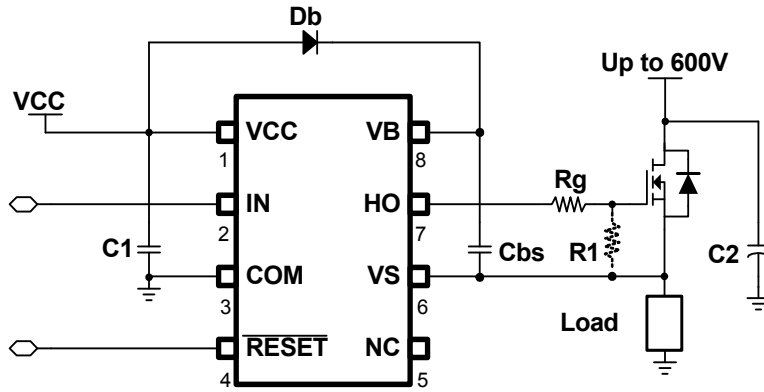 Db
Up to 600V
VCC
VCC
VB
1
8
Rg
IN
HO
2
7
C1
Cbs
R1
C2
COM
VS
3
6
Load
RESET
NC
4
5